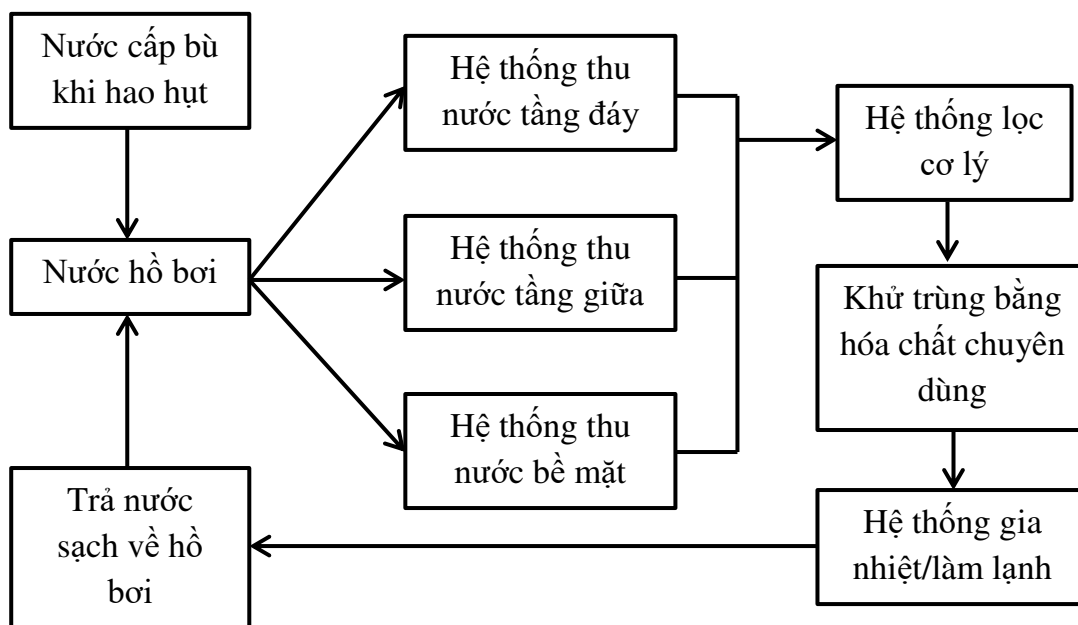 Nước cấp bù
khi hao hụt
Nước hồ bơi
Hệ thống thu
nước tầng đáy
Hệ thống thu
nước tầng giữa
Hệ thống thu
nước bề mặt
Hệ thống lọc
cơ lý
Khử trùng bằng
hóa chất chuyên
dùng
Hệ thống gia
nhiệt/làm lạnh
Trả nước
sạch về hồ
bơi